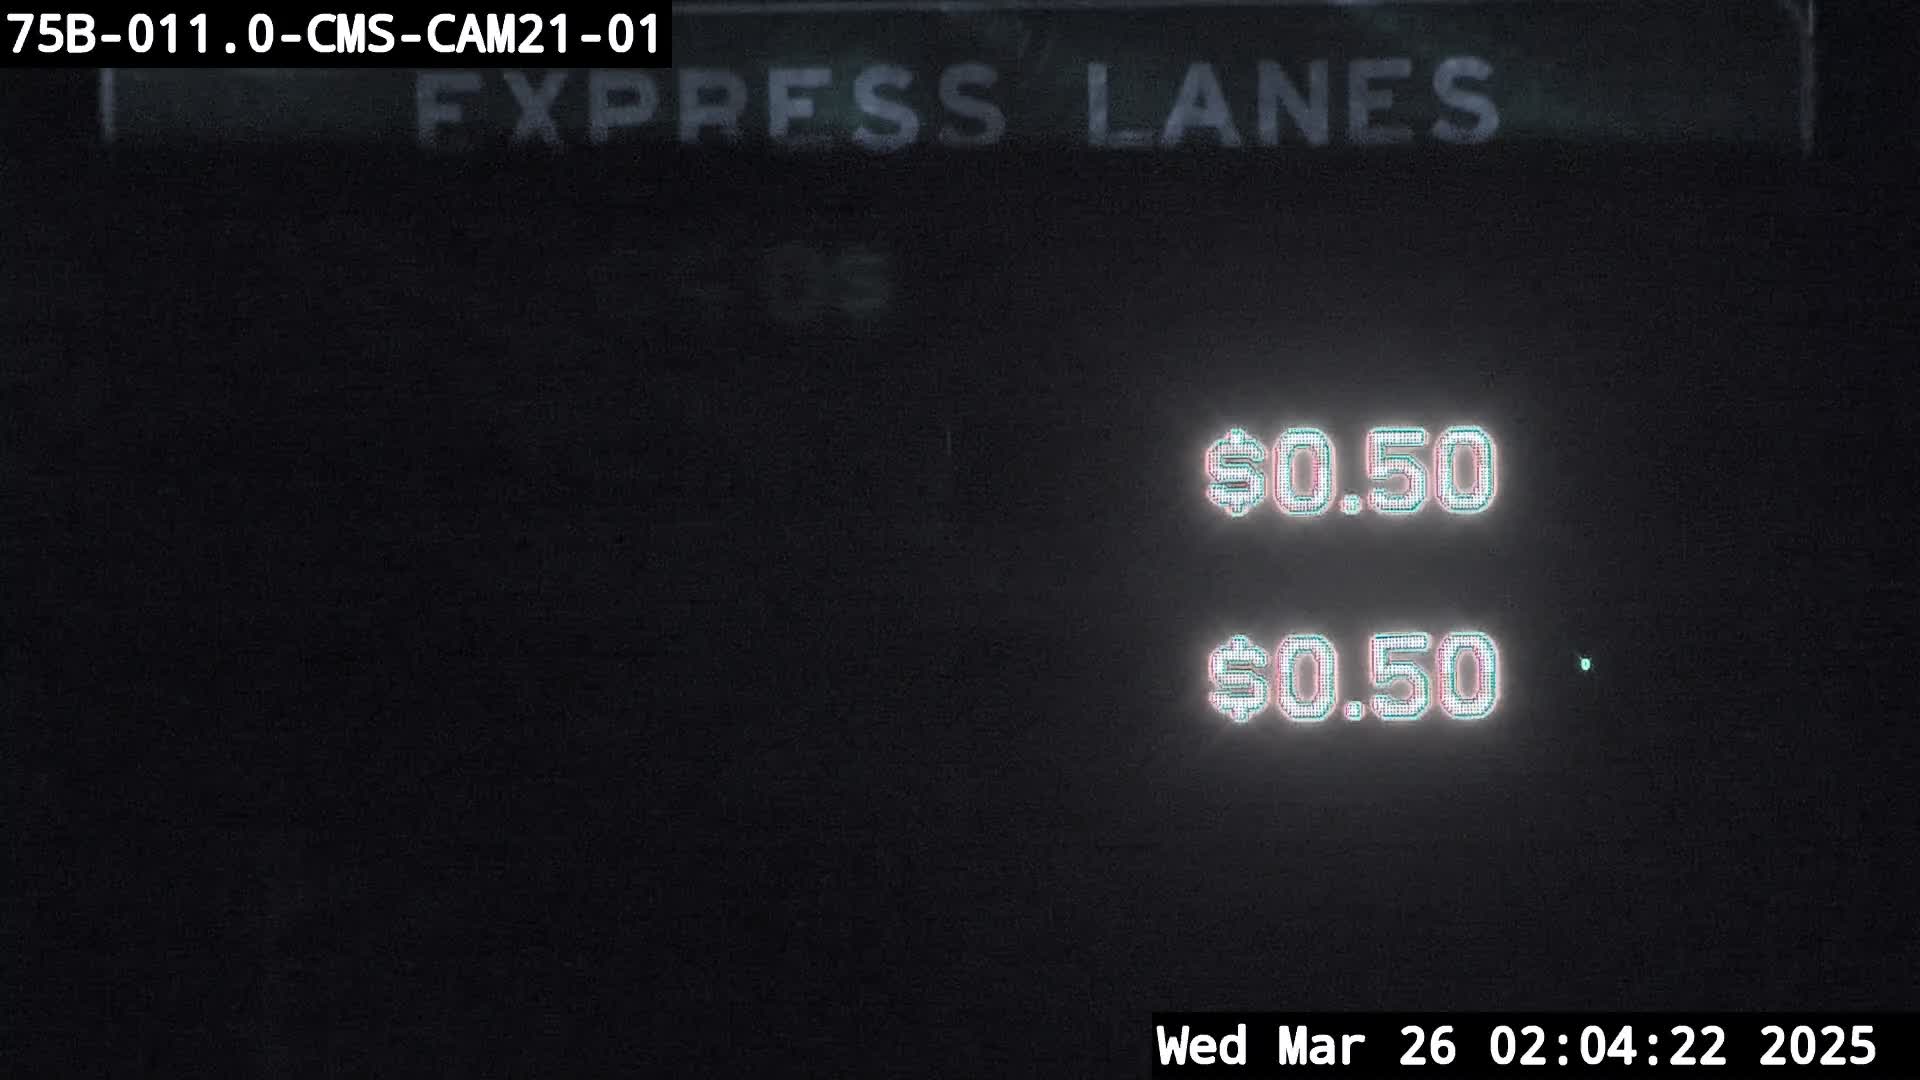 75B-011.0-CMS-CAM21-01
EXPRESS LANES
$0.50
$0.50
Wed Mar 26 02:04:22 2025